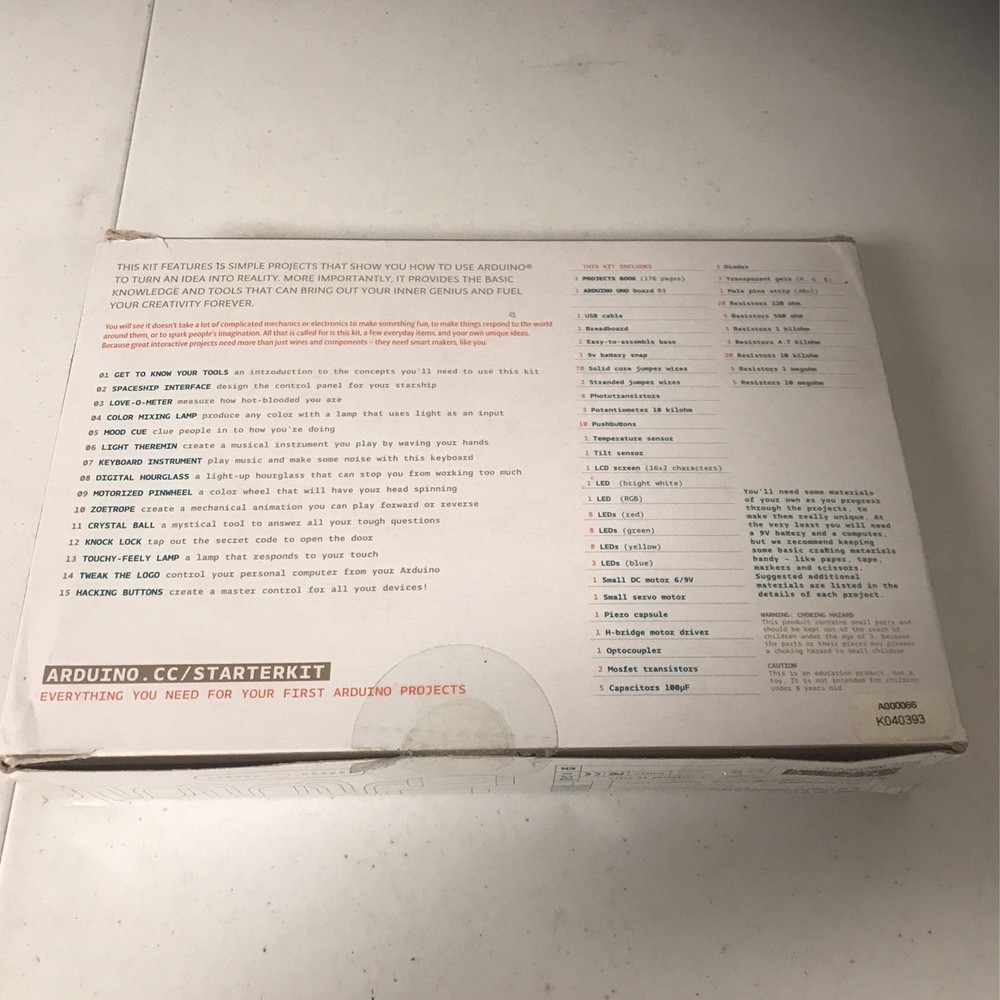 THIS KIT FEATURES 15 SIMPLE PROJECTS THAT SHOW YOU HOW TO USE ARDUINO®
TO TURN AN IDEA INTO REALITY. MORE IMPORTANTLY, IT PROVIDES THE BASIC
KNOWLEDGE AND TOOLS THAT CAN BRING OUT YOUR INNER GENIUS AND FUEL
YOUR CREATIVITY FOREVER.
You will see it doesn't take a lot of complicated mechanics or electronics to make something fun, to make things respond to the world
around them, or to spark people's imagination. All that is called for is this kit, a few everyday items, and your own unique ideas.
Because great interactive projects need more than just wires and components – they need smart makers, like you.
01 GET TO KNOW YOUR TOOLS an introduction to the concepts you'll need to use this kit
02 SPACESHIP INTERFACE design the control panel for your starship
03 LOVE-O-METER measure how hot-blooded you are
04 COLOR MIXING LAMP produce any color with a lamp that uses light as an input
05 MOOD CUE clue people in to how you're doing
06 LIGHT THEREMIN create a musical instrument you play by waving your hands
07 KEYBOARD INSTRUMENT play music and make some noise with this keyboard
08 DIGITAL HOURGLASS a light-up hourglass that can stop you from working too much
09 MOTORIZED PINWHEEL a color wheel that will have your head spinning
10 ZOETROPE create a mechanical animation you can play forward or reverse
11 CRYSTAL BALL a mystical tool to answer all your tough questions
12 KNOCK LOCK tap out the secret code to open the door
13 TOUCHY-FEELY LAMP a lamp that responds to your touch
14 TWEAK THE LOGO control your personal computer from your Arduino
15 HACKING BUTTONS create a master control for all your devices!
ARDUINO.CC/STARTERKIT
EVERYTHING YOU NEED FOR YOUR FIRST ARDUINO PROJECTS
THIS KIT INCLUDES
1 PROJECTS BOOK (170 pages)
1 ARDUINO UNO board R3
1 USB cable
1 Breadboard
1 Easy-to-assemble base
1 9v battery snap
70 Solid core jumper wires
2 Stranded jumper wires
6 Phototransistors
3 Potentiometer 10 kilohm
10 Pushbuttons
1 Temperature sensor
1 Tilt sensor
1 LCD screen (16x2 characters)
1 LED (bright white)
1 LED (RGB)
8 LEDs (red)
8 LEDs (green)
8 LEDs (yellow)
3 LEDs (blue)
1 Small DC motor 6/9V
1 Small servo motor
1 Piezo capsule
1 H-bridge motor driver
1 Optocoupler
2 Mosfet transistors
5 Capacitors 100µF
Diodes
Transparent gels (R, G, B)
1 Male pins strip (40x1)
20 Resistors 220 ohm
5 Resistors 560 ohm
5 Resistors 1 kilohm
5 Resistors 4.7 kilohm
Resistors 10 kilohm
5 Resistors 1 megohm
5 Resistors 10 megohm
You'll need some materials
of your own as you progress
through the projects, to
make them really unique. At
the very least you will need
a 9V battery and a computer,
but we recommend keeping
some basic crafting materials
handy – like paper, tape,
markers and scissors.
Suggested additional
materials are listed in the
details of each project.
WARNING: CHOKING HAZARD
This product contains small parts and
should be kept out of the reach of
children under the age of 3, because
the parts or their pieces may present
a choking hazard to small children
CAUTION
This is an education product, not a
toy. It is not intended for children
under 8 years old
A000066
K040393